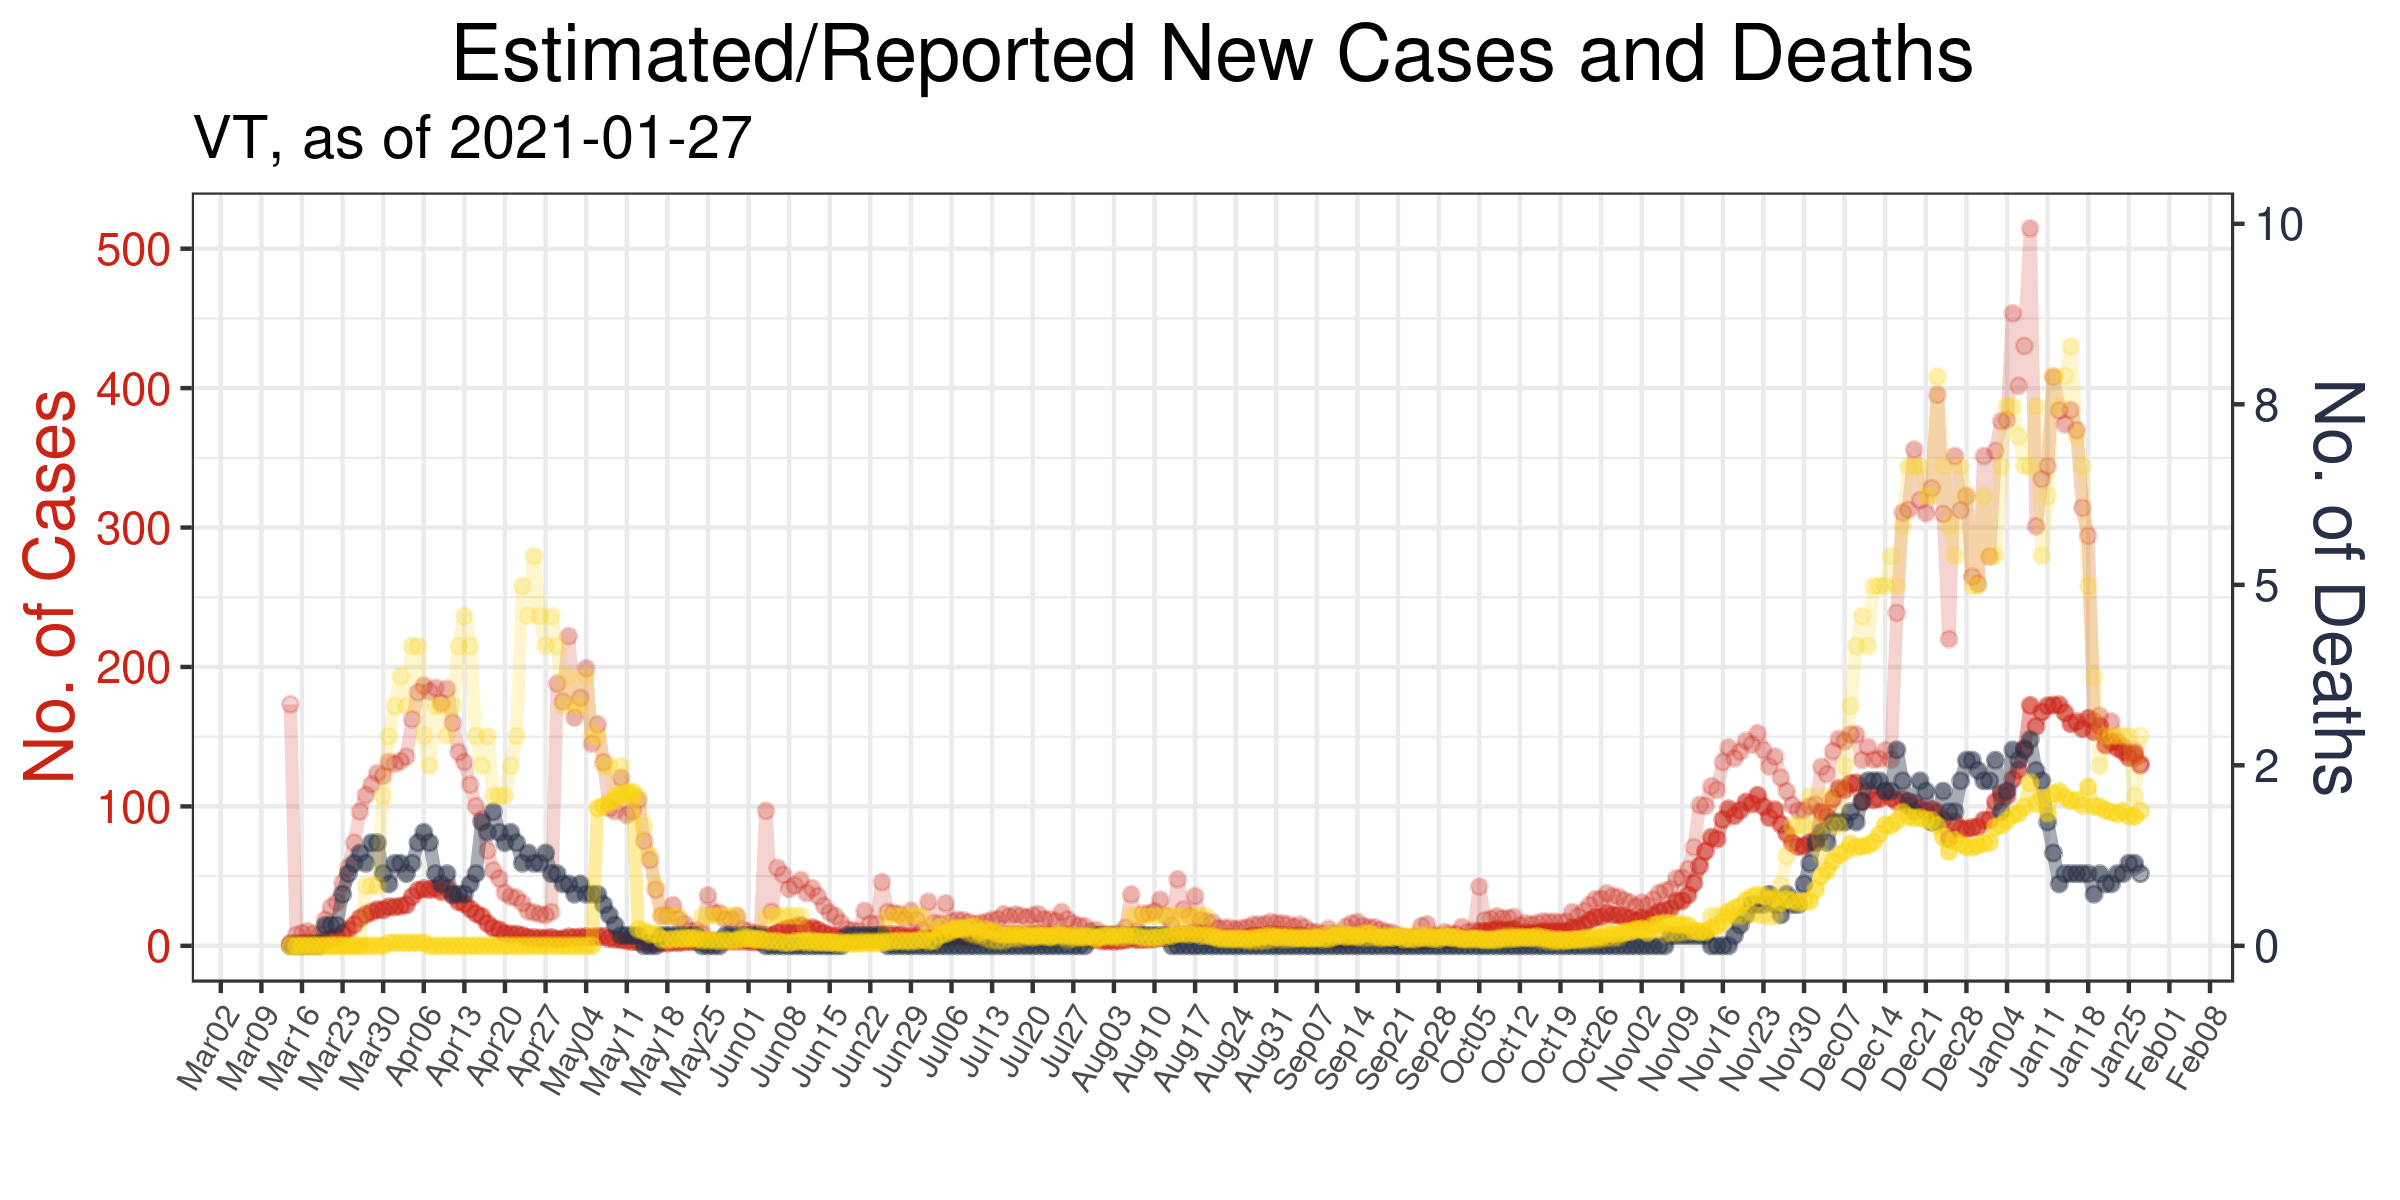 Estimated/Reported New Cases and Deaths
VT, as of 2021-01-27
No. of Cases
500
400
300
200
100
0
10
8
5
2
0
No. of Deaths
Mar02 Mar09 Mar16 Mar23 Mar30 Apr06 Apr13 Apr20 Apr27 May04 May11 May18 May25 Jun01 Jun08 Jun15 Jun22 Jun29 Jul06 Jul13 Jul20 Jul27 Aug03 Aug10 Aug17 Aug24 Aug31 Sep07 Sep14 Sep21 Sep28 Oct05 Oct12 Oct19 Oct26 Nov02 Nov09 Nov16 Nov23 Nov30 Dec07 Dec14 Dec21 Dec28 Jan04 Jan11 Jan18 Jan25 Feb01 Feb08